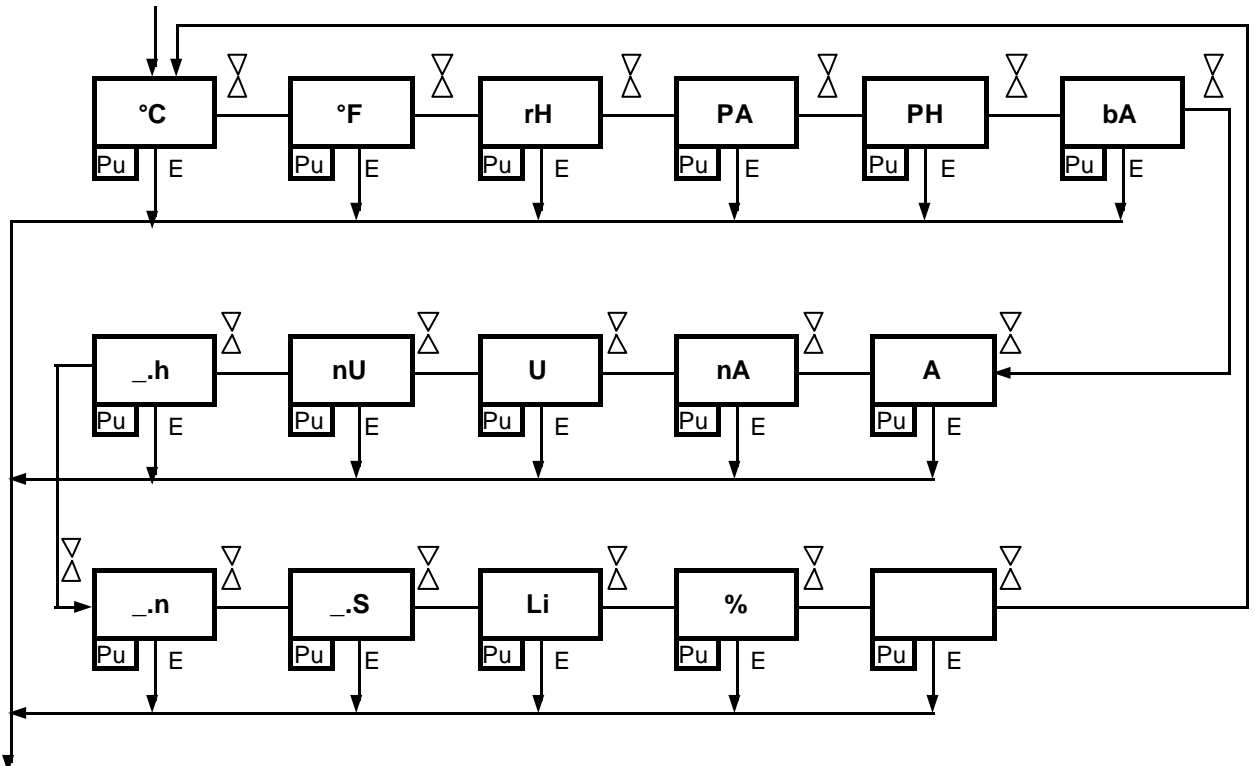 °C °F rH PA PH bA
Pu E Pu E Pu E Pu E Pu E Pu E
_.h nU U nA A
Pu E Pu E Pu E Pu E Pu E
_.n _.S Li %
Pu E Pu E Pu E Pu E Pu E